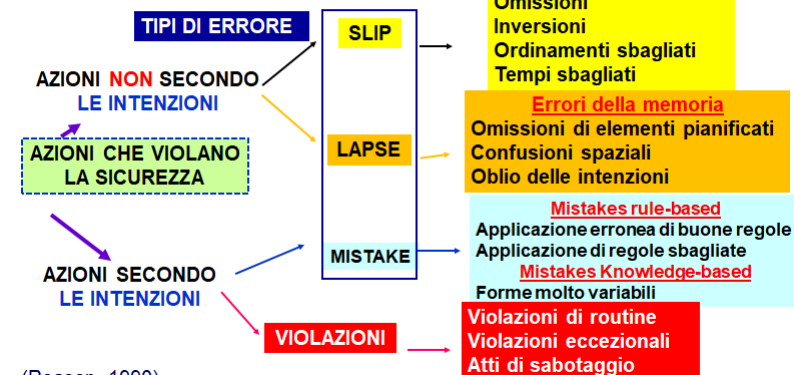 TIPI DI ERRORE
AZIONI NON SECONDO
LE INTENZIONI
AZIONI CHE VIOLANO
LA SICUREZZA
AZIONI SECONDO
LE INTENZIONI
SLIP
LAPSE
MISTAKE
VIOLAZIONI
Omissioni
Inversioni
Ordinamenti sbagliati
Tempi sbagliati
Errori della memoria
Omissioni di elementi pianificati
Confusioni spaziali
Oblio delle intenzioni
Mistakes rule-based
Applicazione erronea di buone regole
Applicazione di regole sbagliate
Mistakes Knowledge-based
Forme molto variabili
Violazioni di routine
Violazioni eccezionali
Atti di sabotaggio
(Reason, 1990)